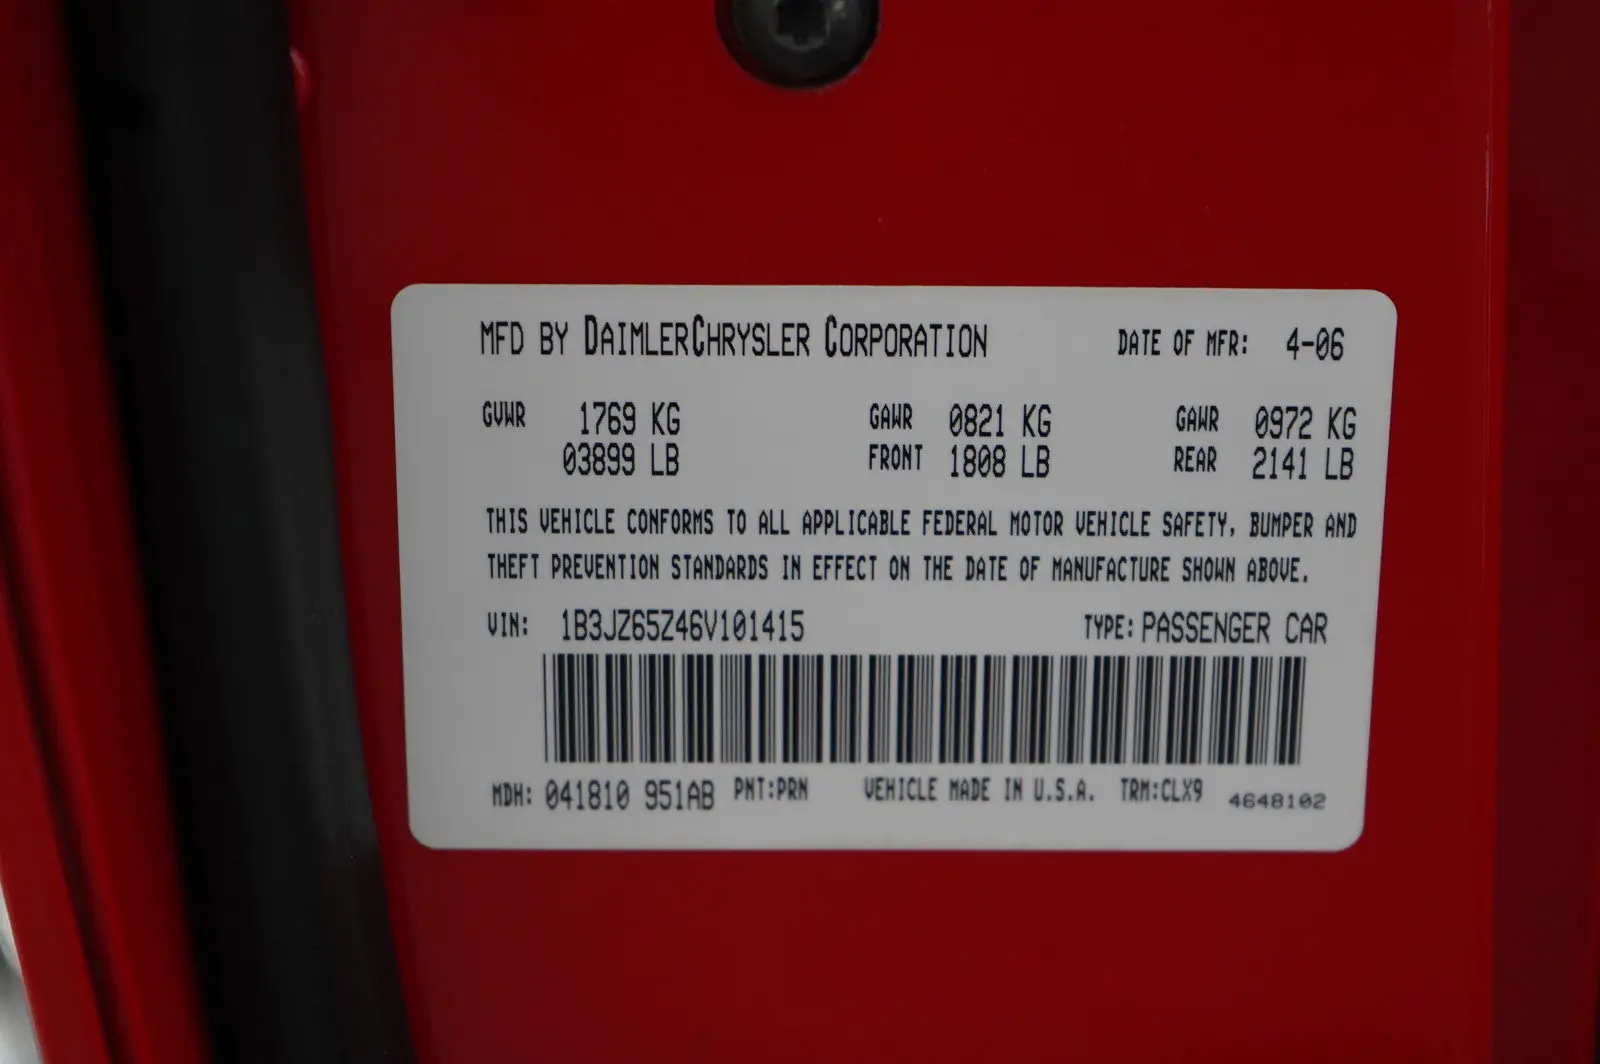 MFD BY DAIMLERCHRYSLER CORPORATION DATE OF MFR: 4-06
GVWR 1769 KG GAWR 0821 KG GAWR 0972 KG
03899 LB FRONT 1808 LB REAR 2141 LB
THIS VEHICLE CONFORMS TO ALL APPLICABLE FEDERAL MOTOR VEHICLE SAFETY, BUMPER AND
THEFT PREVENTION STANDARDS IN EFFECT ON THE DATE OF MANUFACTURE SHOWN ABOVE.
VIN: 1B3JZ65Z46V101415 TYPE: PASSENGER CAR
MDH: 041810 951AB PNT:PRN VEHICLE MADE IN U.S.A. TRM:CLX9 4648102